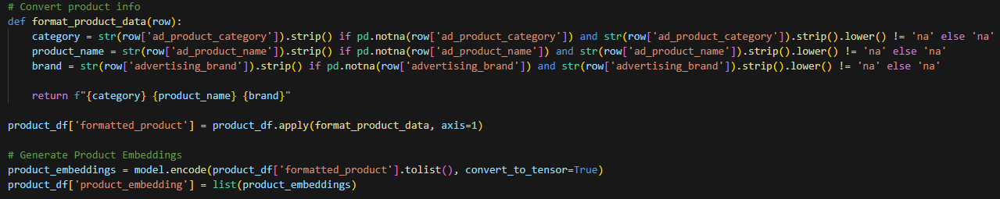 # Convert product info
def format_product_data(row):
    category = str(row['ad_product_category']).strip() if pd.notna(row['ad_product_category']) and str(row['ad_product_category']).strip().lower() != 'na' else 'na'
    product_name = str(row['ad_product_name']).strip() if pd.notna(row['ad_product_name']) and str(row['ad_product_name']).strip().lower() != 'na' else 'na'
    brand = str(row['advertising_brand']).strip() if pd.notna(row['advertising_brand']) and str(row['advertising_brand']).strip().lower() != 'na' else 'na'
    return f"{category} {product_name} {brand}"
product_df['formatted_product'] = product_df.apply(format_product_data, axis=1)
# Generate Product Embeddings
product_embeddings = model.encode(product_df['formatted_product'].tolist(), convert_to_tensor=True)
product_df['product_embedding'] = list(product_embeddings)